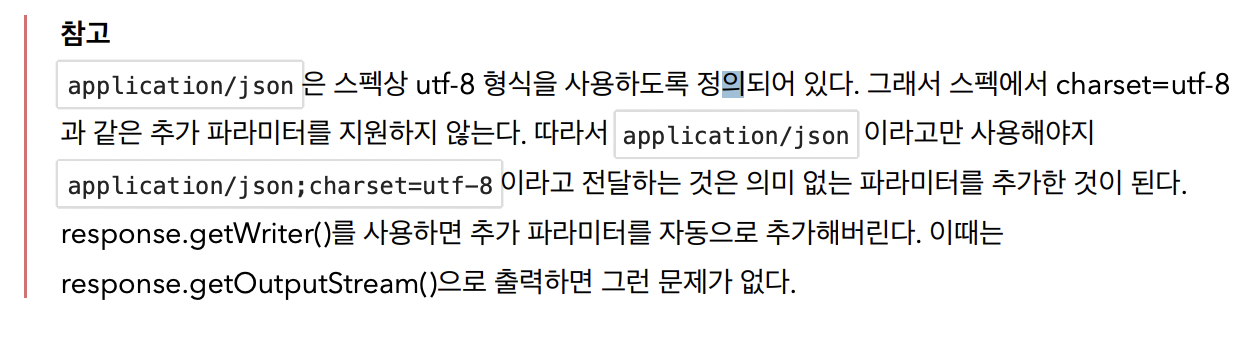 참고
application/json은 스펙상 utf-8 형식을 사용하도록 정의되어 있다. 그래서 스펙에서 charset=utf-8
과 같은 추가 파라미터를 지원하지 않는다. 따라서 application/json 이라고만 사용해야지
application/json;charset=utf-8이라고 전달하는 것은 의미 없는 파라미터를 추가한 것이 된다.
response.getWriter()를 사용하면 추가 파라미터를 자동으로 추가해버린다. 이때는
response.getOutputStream()으로 출력하면 그런 문제가 없다.